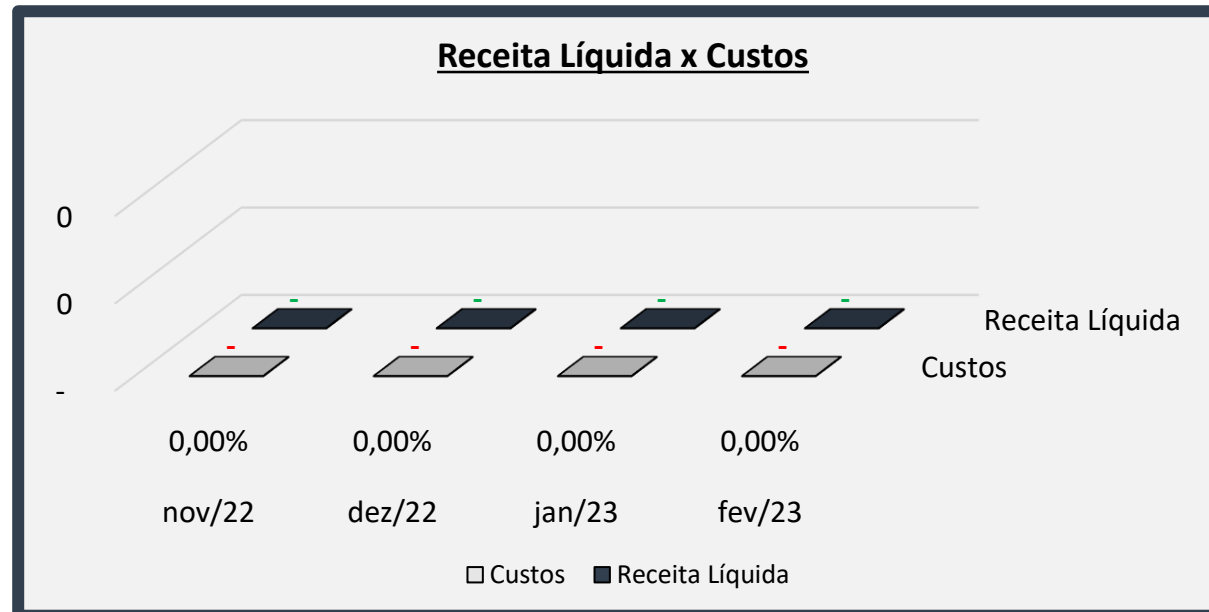 Receita Líquida x Custos
0
0
- - - - Receita Líquida
- - - - Custos
-
0,00% 0,00% 0,00% 0,00%
nov/22 dez/22 jan/23 fev/23
Custos Receita Líquida